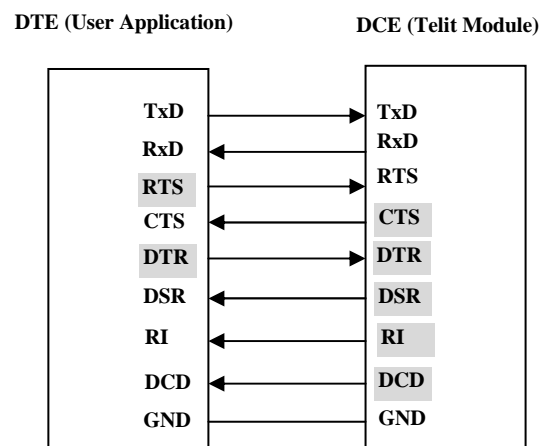 DTE (User Application) DCE (Telit Module)
TxD TxD
RxD RxD
RTS RTS
CTS CTS
DTR DTR
DSR DSR
RI RI
DCD DCD
GND GND